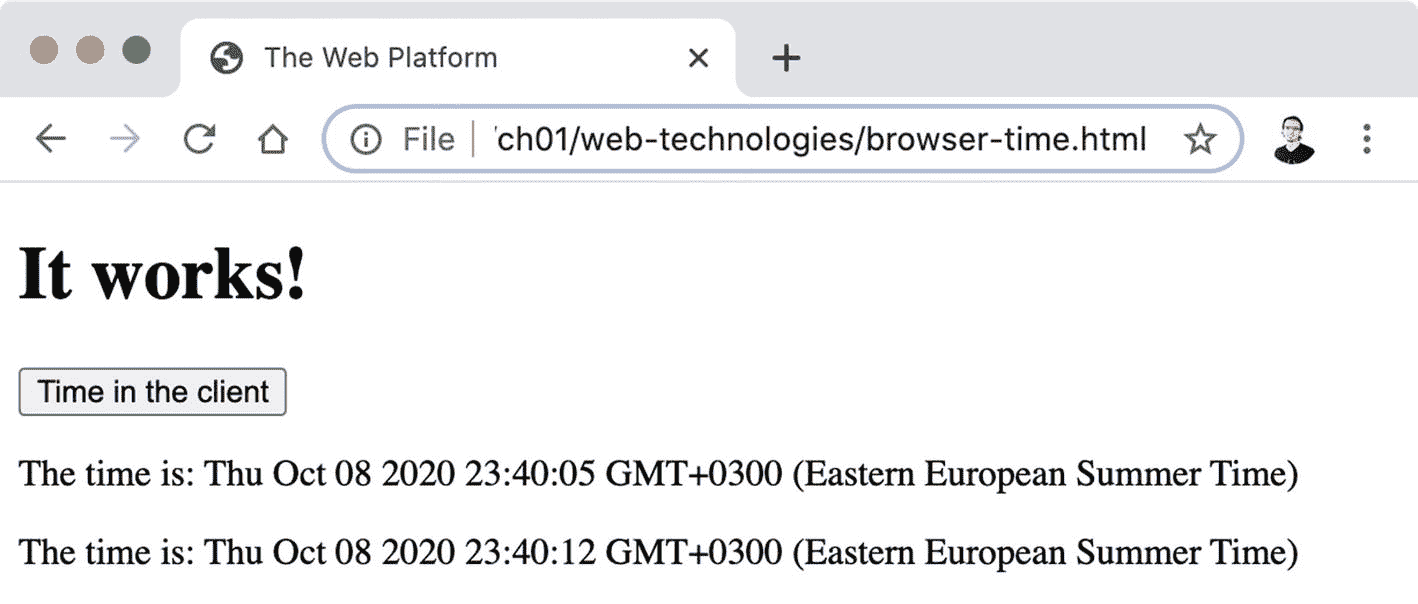 The Web Platform
File
/ch01/web-technologies/browser-time.html
It works!
Time in the client
The time is: Thu Oct 08 2020 23:40:05 GMT+0300 (Eastern European Summer Time)
The time is: Thu Oct 08 2020 23:40:12 GMT+0300 (Eastern European Summer Time)